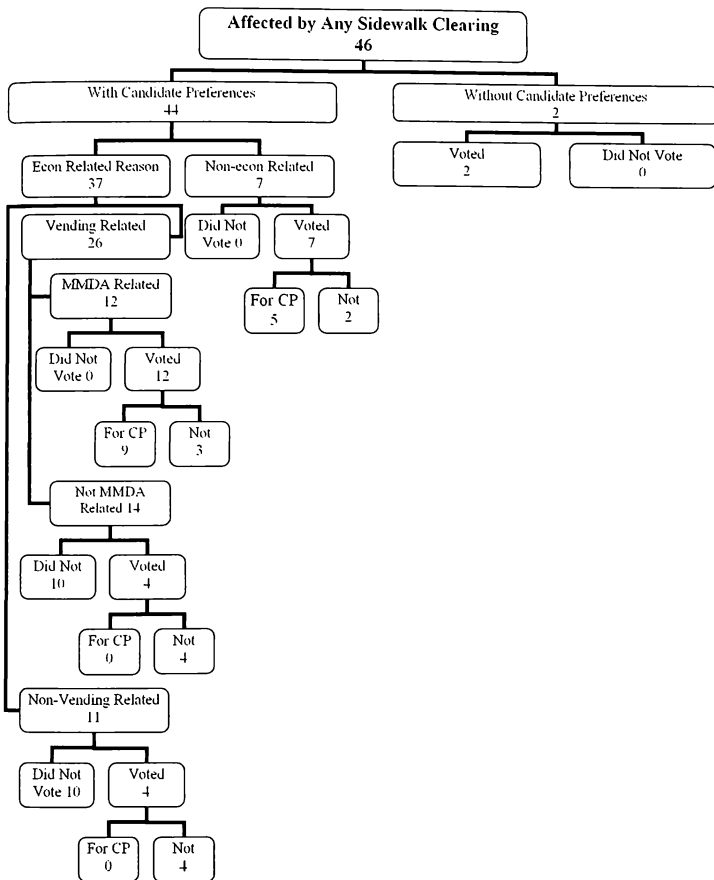 Affected by Any Sidewalk Clearing
46
With Candidate Preferences
44
Without Candidate Preferences
2
Voted
2
Did Not Vote
0
Econ Related Reason
37
Non-econ Related
7
Vending Related
26
Did Not
Vote 0
Voted
7
For CP
5
Not
2
MMDA Related
12
Did Not
Vote 0
Voted
12
For CP
9
Not
3
Not MMDA
Related 14
Did Not
10
Voted
4
For CP
0
Not
4
Non-Vending Related
11
Did Not
Vote 10
Voted
4
For CP
0
Not
4